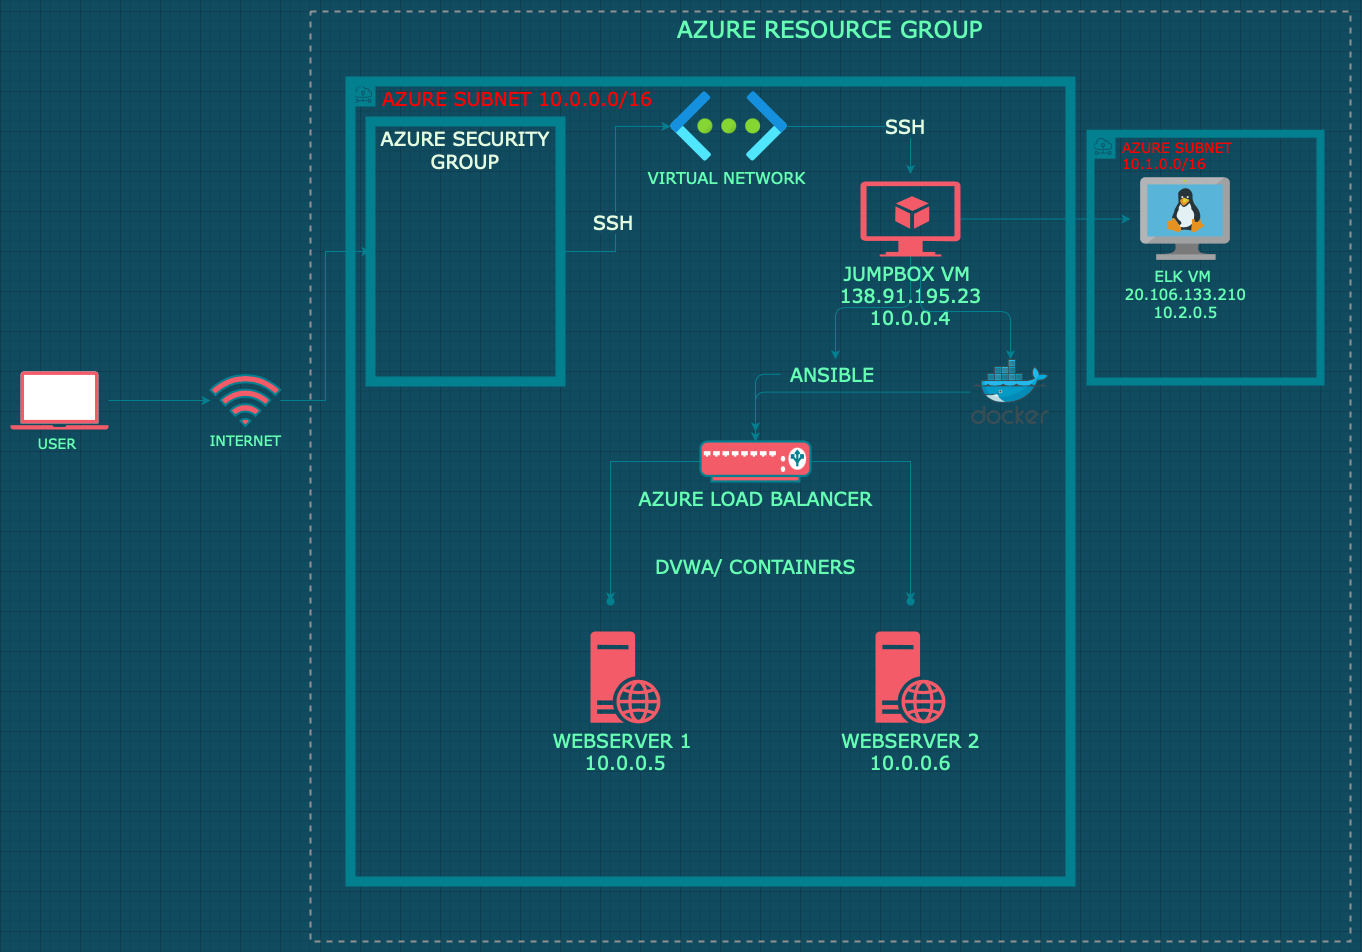 AZURE RESOURCE GROUP
AZURE SUBNET 10.0.0.0/16
AZURE SECURITY
GROUP
VIRTUAL NETWORK
SSH
SSH
JUMPBOX VM
138.91.195.23
10.0.0.4
AZURE SUBNET
10.1.0.0/16
ELK VM
20.106.133.210
10.2.0.5
USER
INTERNET
ANSIBLE
docker
AZURE LOAD BALANCER
DVWA/ CONTAINERS
WEBSERVER 1
10.0.0.5
WEBSERVER 2
10.0.0.6